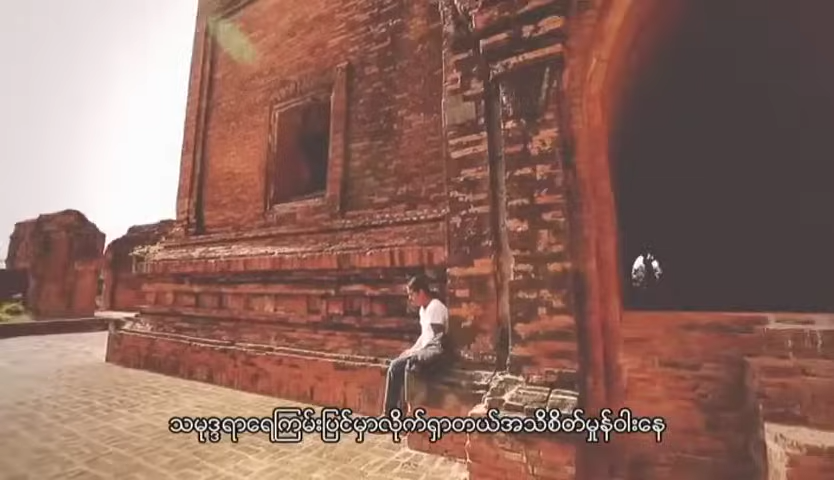 သမုဒ္ဒရာရေကြမ်းပြင်မှာလိုက်ရှာတယ်အသိစိတ်မှုန်ဝါးနေ